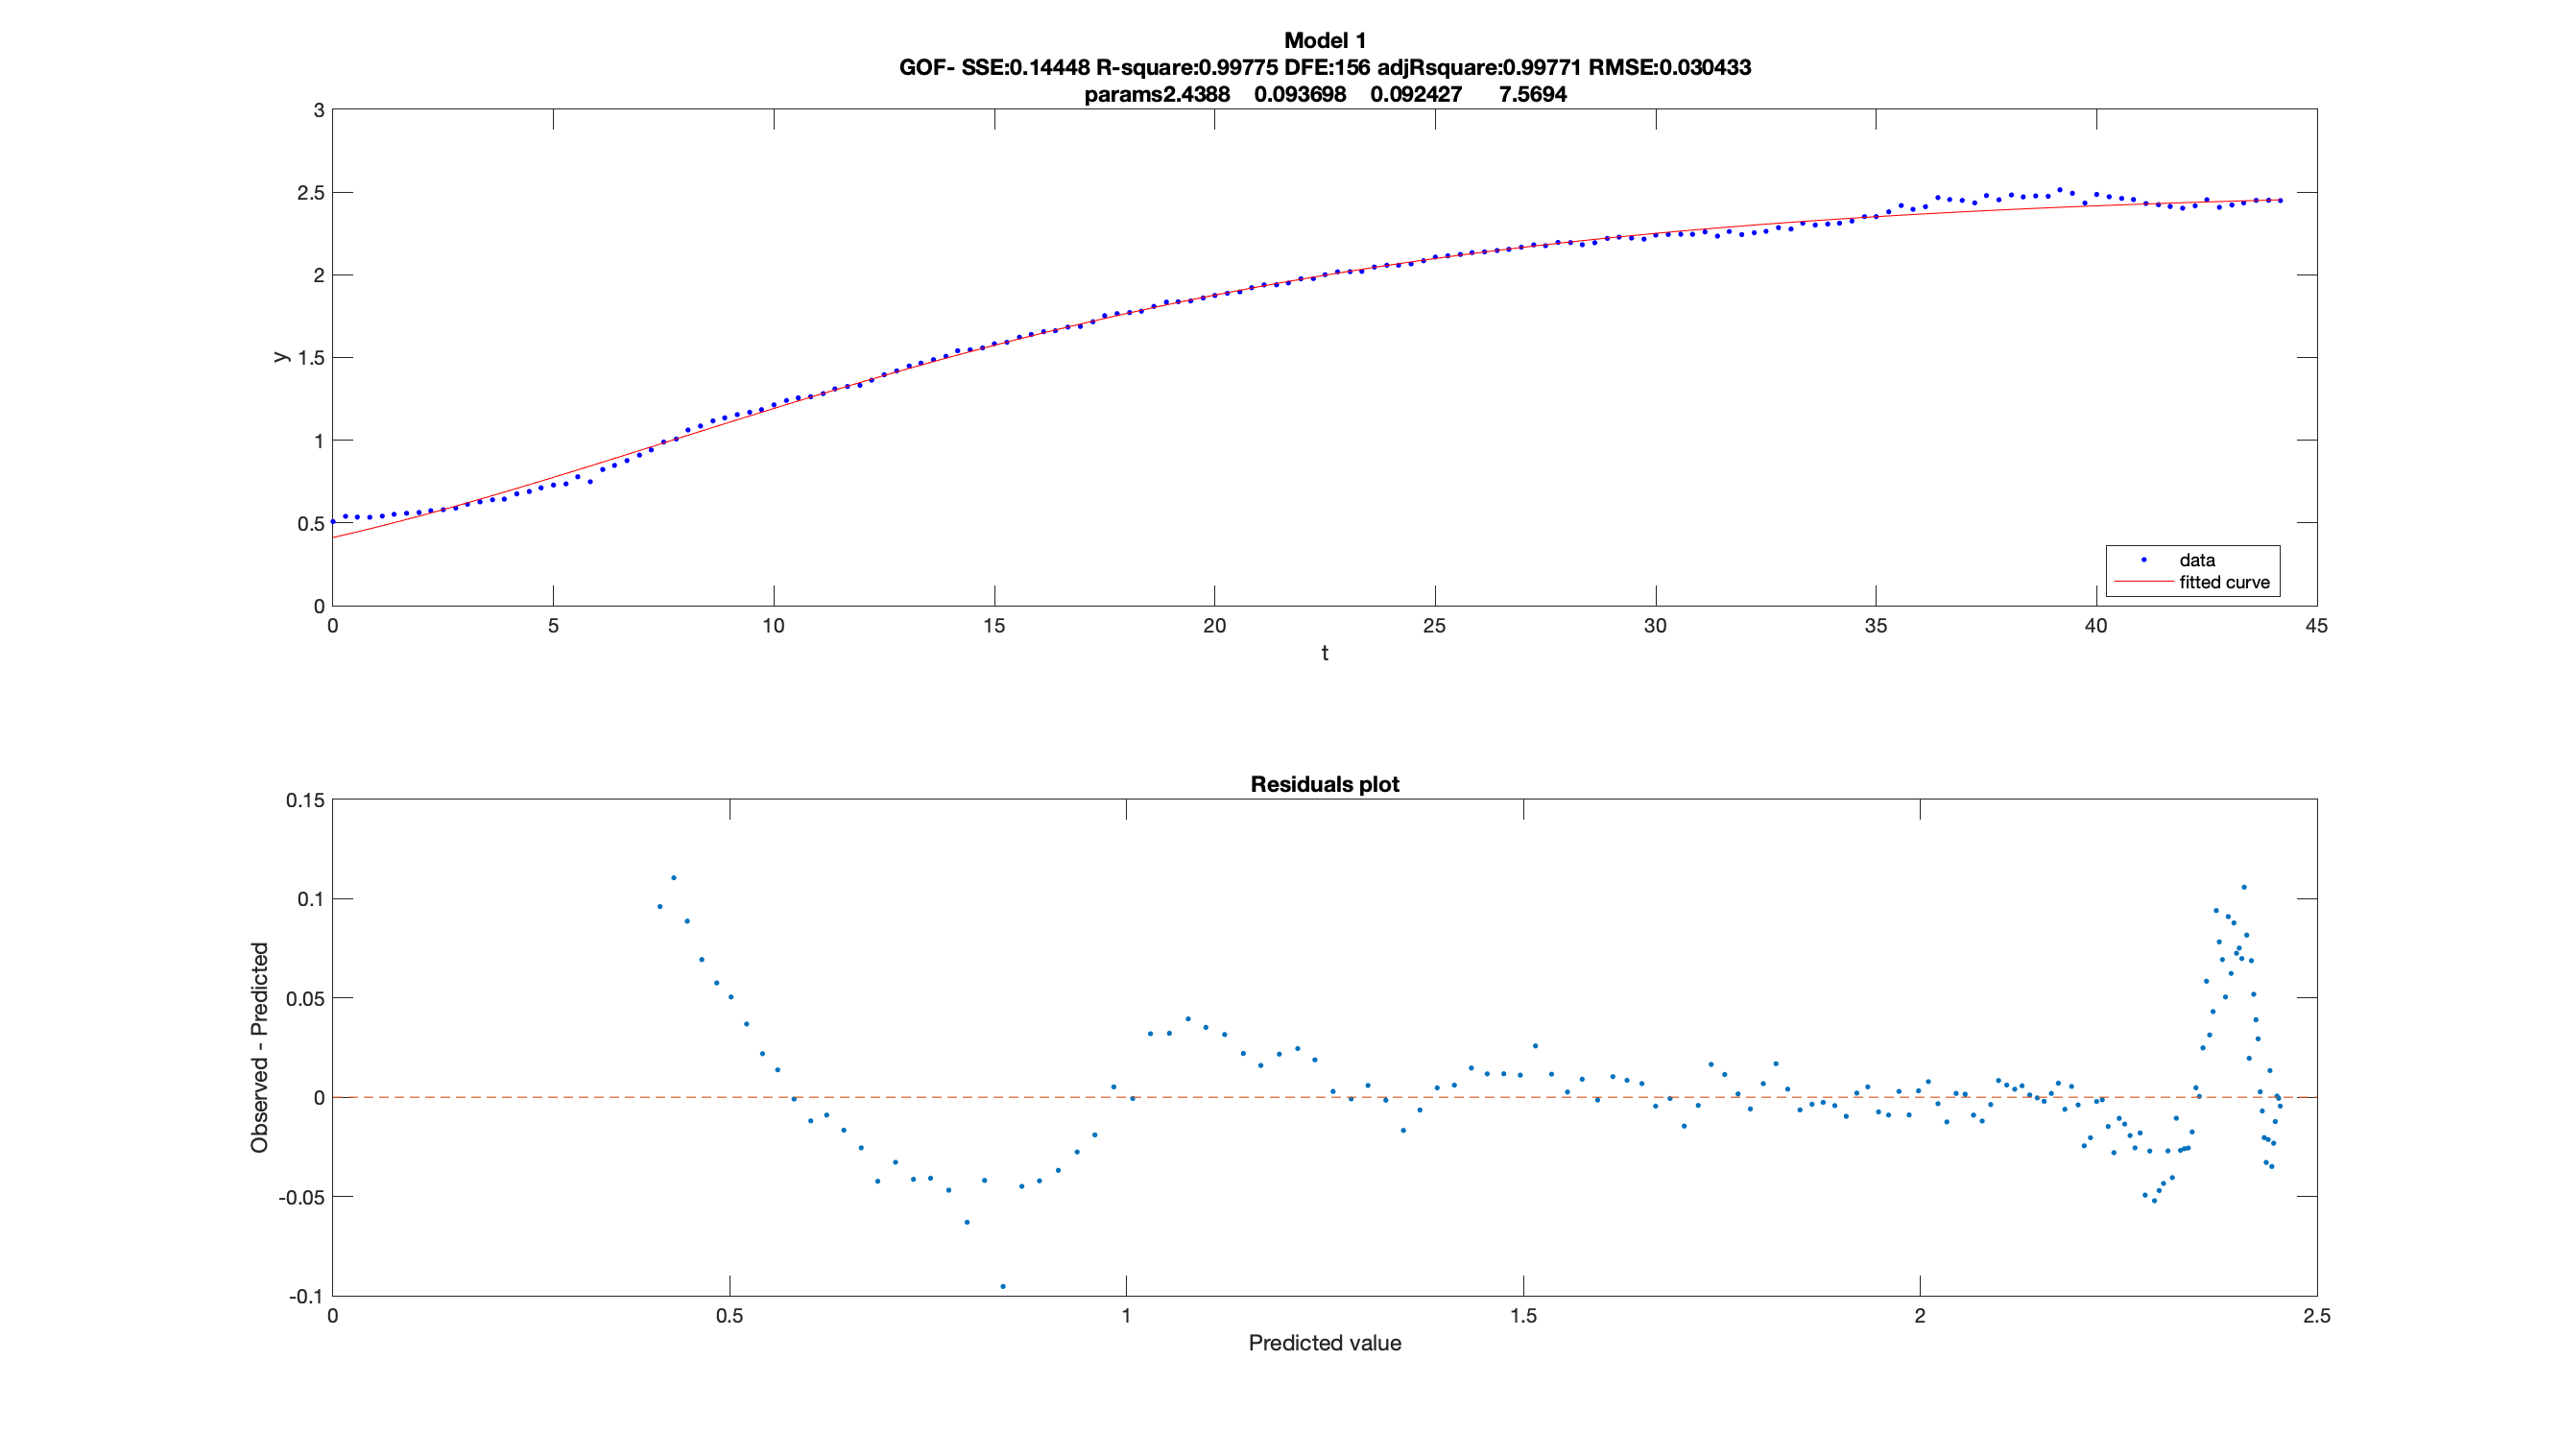 Model 1
GOF- SSE:0.14448 R-square:0.99775 DFE:156 adjRsquare:0.99771 RMSE:0.030433
params2.4388 0.093698 0.092427 7.5694
3
2.5
2
1.5
1
0.5
0
y
0 5 10 15 20 25 30 35 40 45
t
data
fitted curve
Residuals plot
0.15
0.1
0.05
0
-0.05
-0.1
Observed - Predicted
0 0.5 1 1.5 2 2.5
Predicted value